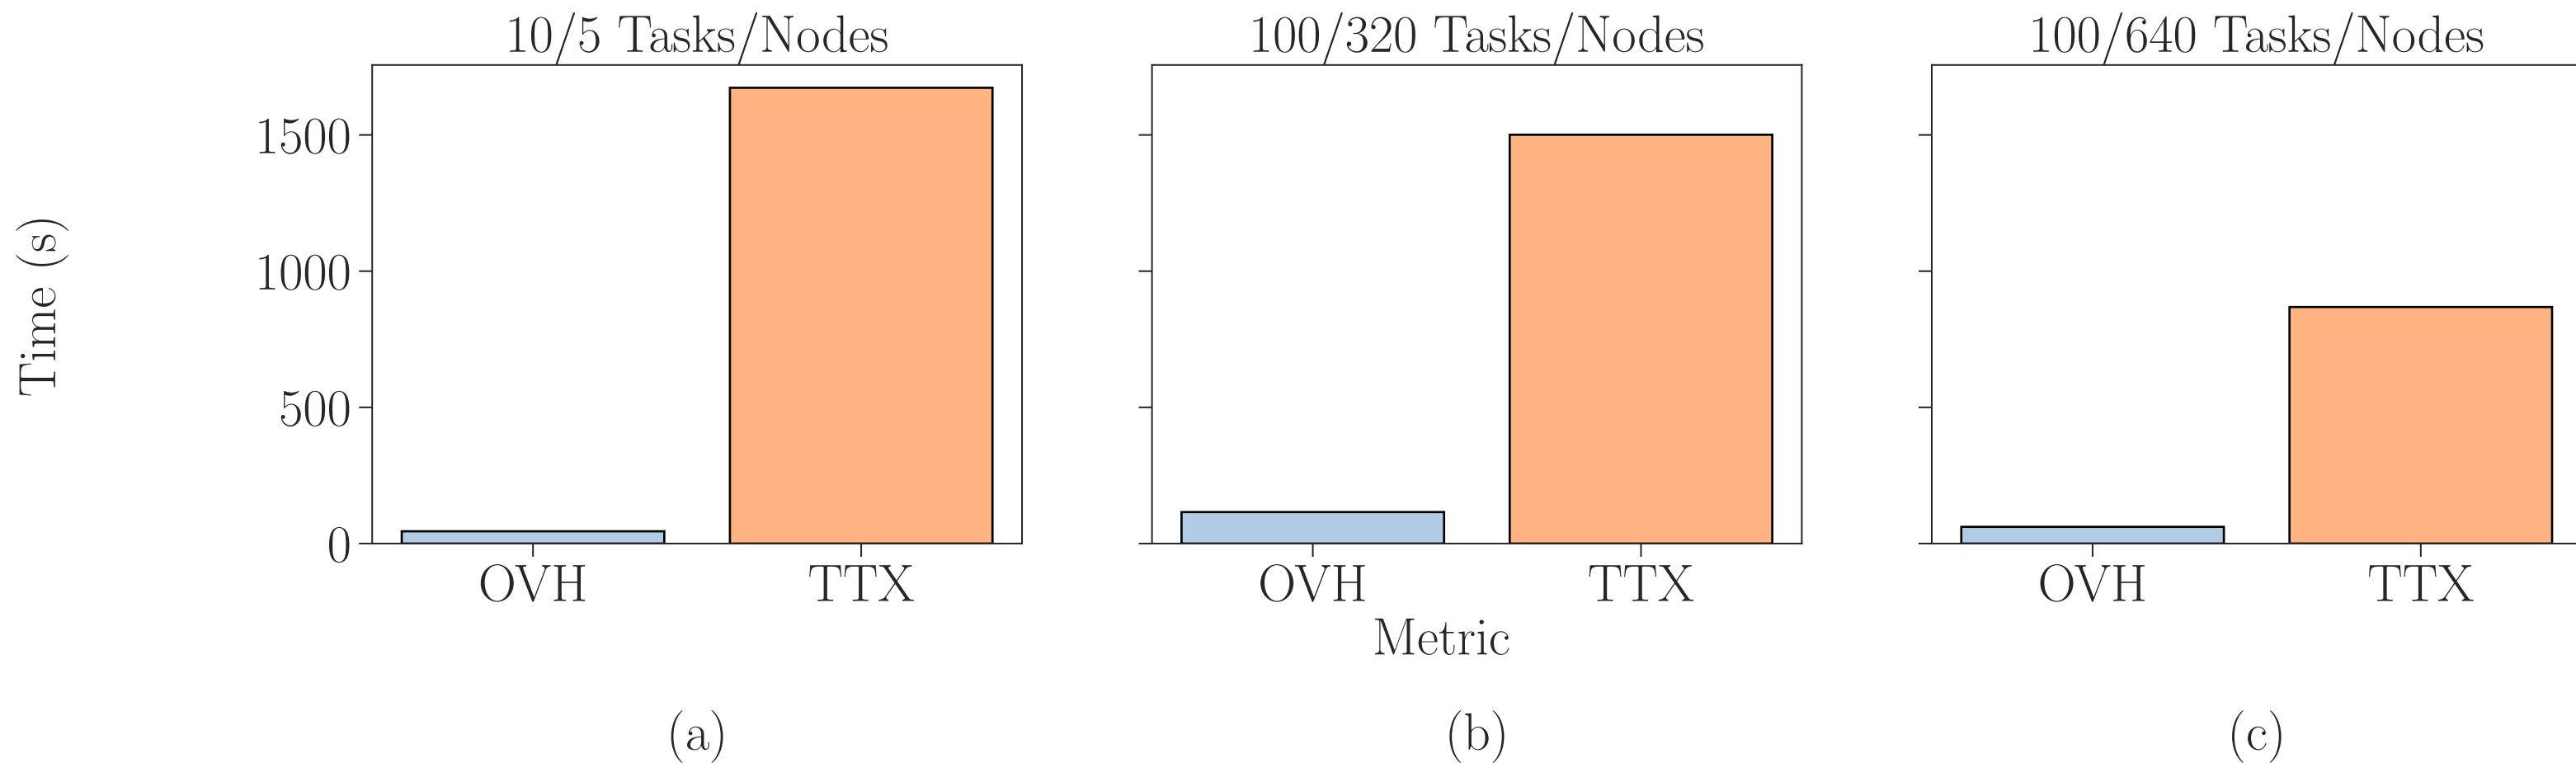 10/5 Tasks/Nodes
100/320 Tasks/Nodes
100/640 Tasks/Nodes
Time (s)
1500
1000
500
0
OVH
TTX
OVH
TTX
OVH
TTX
Metric
(a)
(b)
(c)